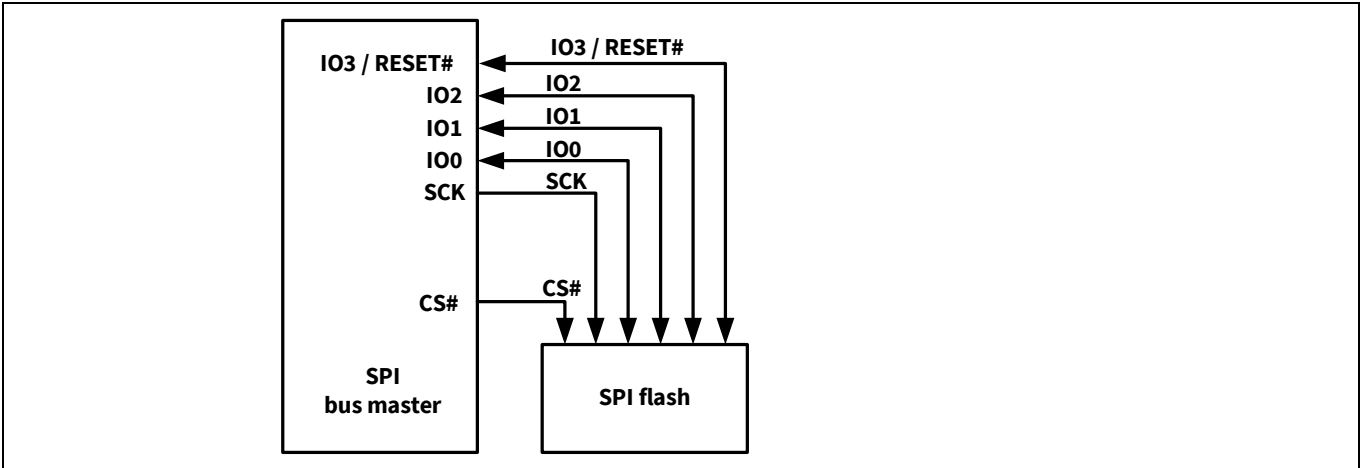 IO3 / RESET#
IO3 / RESET#
IO2
IO2
IO1
IO1
IO0
IO0
SCK
SCK
CS#
CS#
SPI
bus master
SPI flash